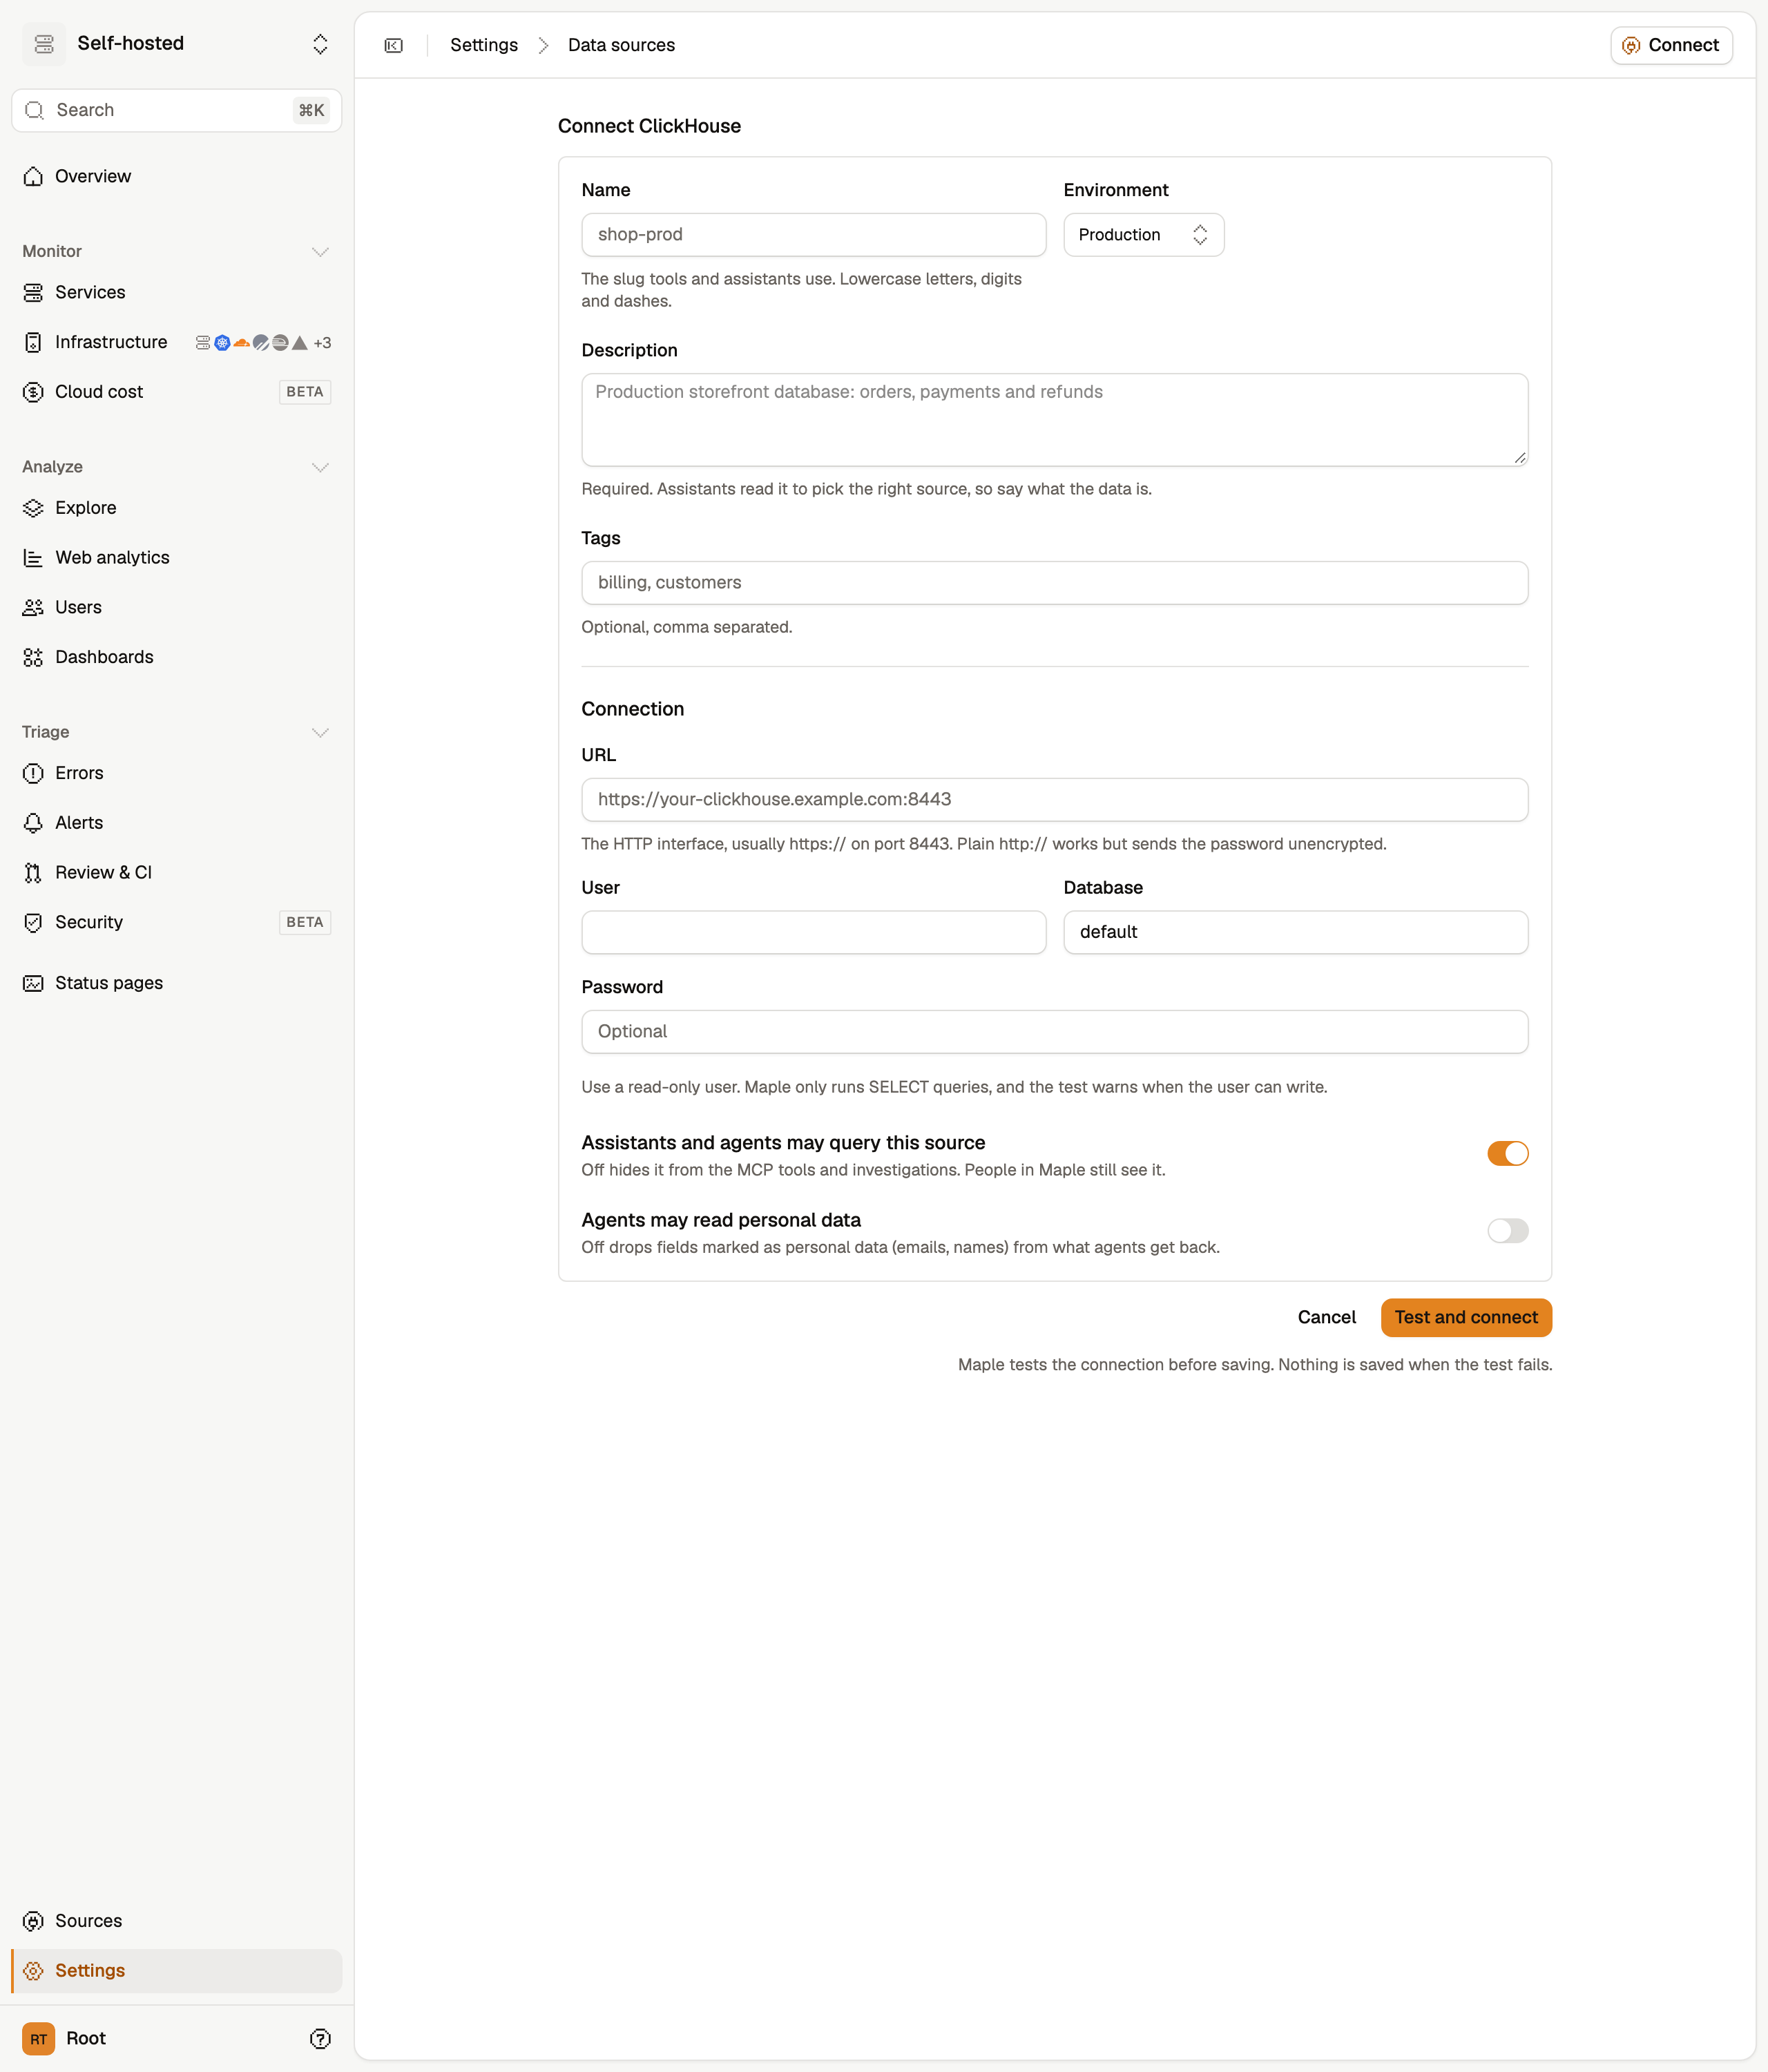 Self-hosted
Search ⌘K
Overview
Monitor
Services
Infrastructure +3
Cloud cost BETA
Analyze
Explore
Web analytics
Users
Dashboards
Triage
Errors
Alerts
Review & CI
Security BETA
Status pages
Sources
Settings
RT Root
Settings Data sources
Connect
Connect ClickHouse
Name
shop-prod
The slug tools and assistants use. Lowercase letters, digits
and dashes.
Environment
Production
Description
Production storefront database: orders, payments and refunds
Required. Assistants read it to pick the right source, so say what the data is.
Tags
billing, customers
Optional, comma separated.
Connection
URL
https://your-clickhouse.example.com:8443
The HTTP interface, usually https:// on port 8443. Plain http:// works but sends the password unencrypted.
User
Database
default
Password
Optional
Use a read-only user. Maple only runs SELECT queries, and the test warns when the user can write.
Assistants and agents may query this source
Off hides it from the MCP tools and investigations. People in Maple still see it.
Agents may read personal data
Off drops fields marked as personal data (emails, names) from what agents get back.
Cancel
Test and connect
Maple tests the connection before saving. Nothing is saved when the test fails.